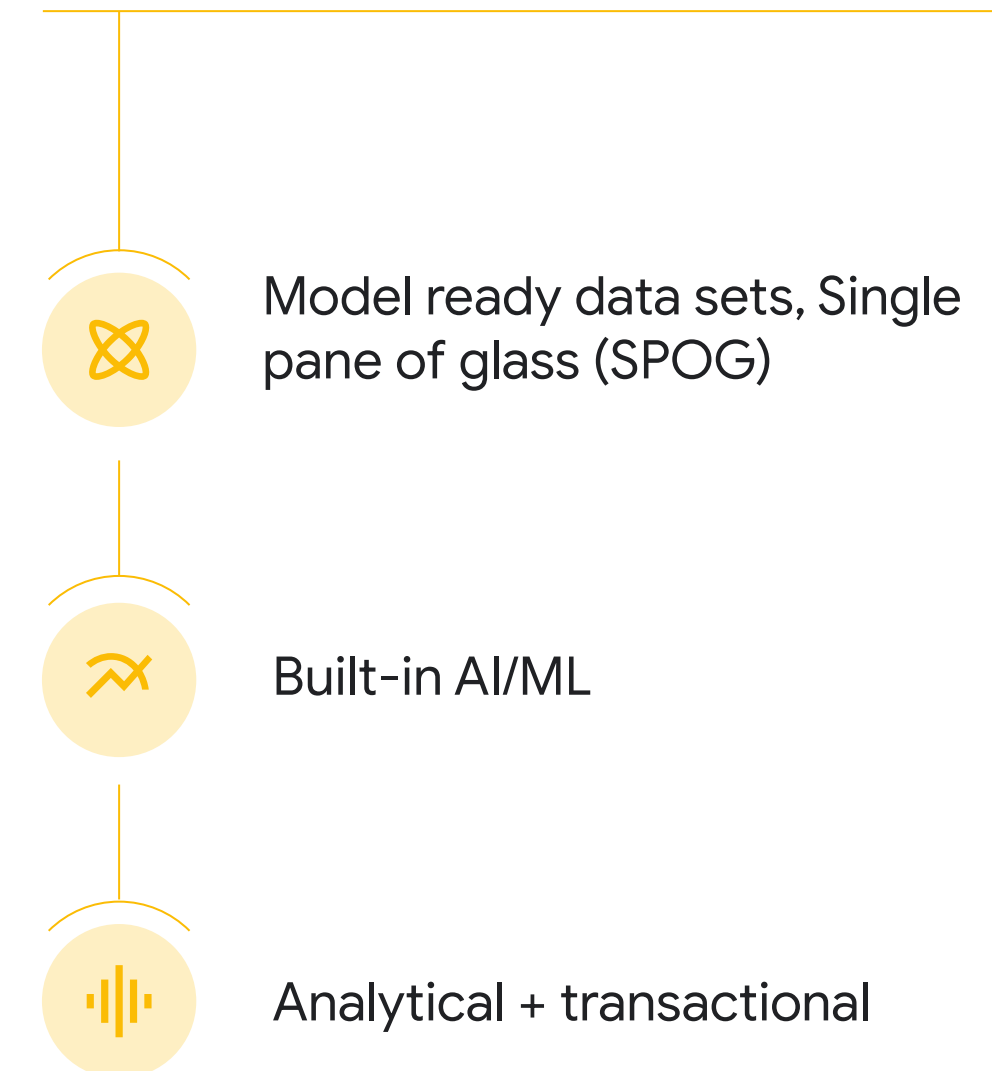 Model ready data sets, Single
pane of glass (SPOG)
Built-in AI/ML
Analytical + transactional